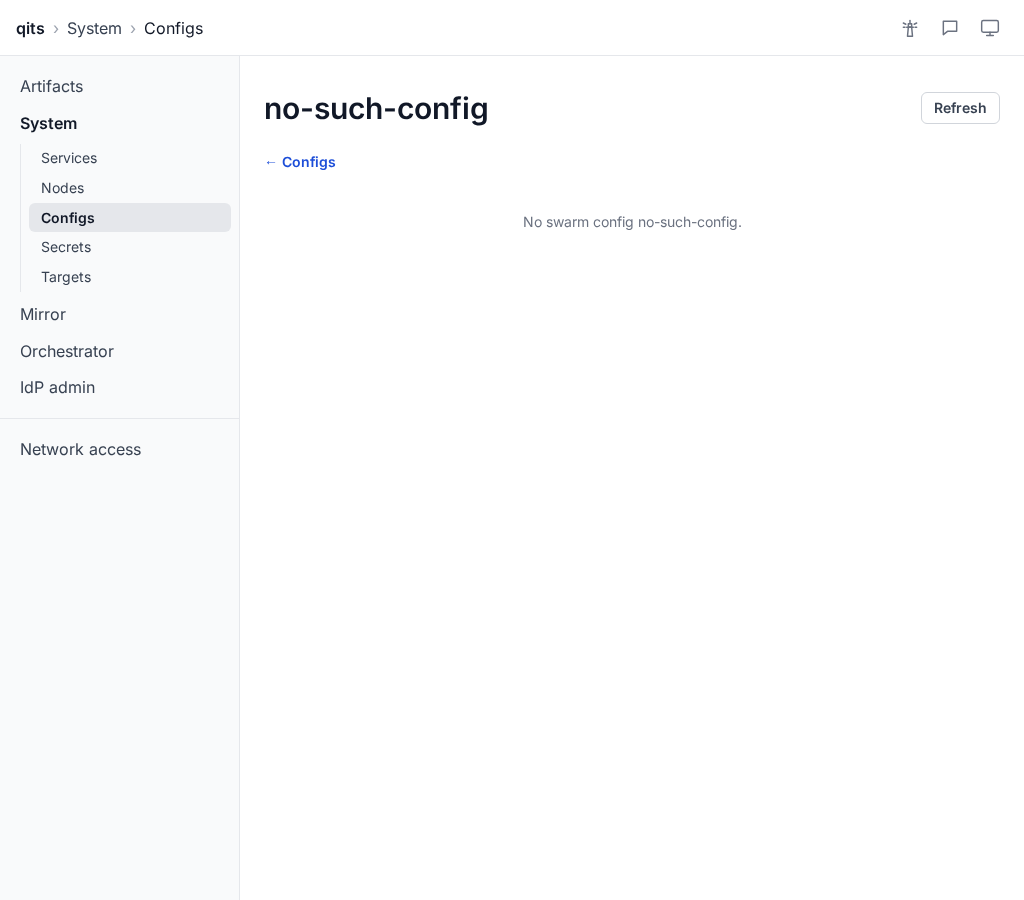 qits › System › Configs
Artifacts
System
Services
Nodes
Configs
Secrets
Targets
Mirror
Orchestrator
IdP admin
Network access
no-such-config
Refresh
← Configs
No swarm config no-such-config.